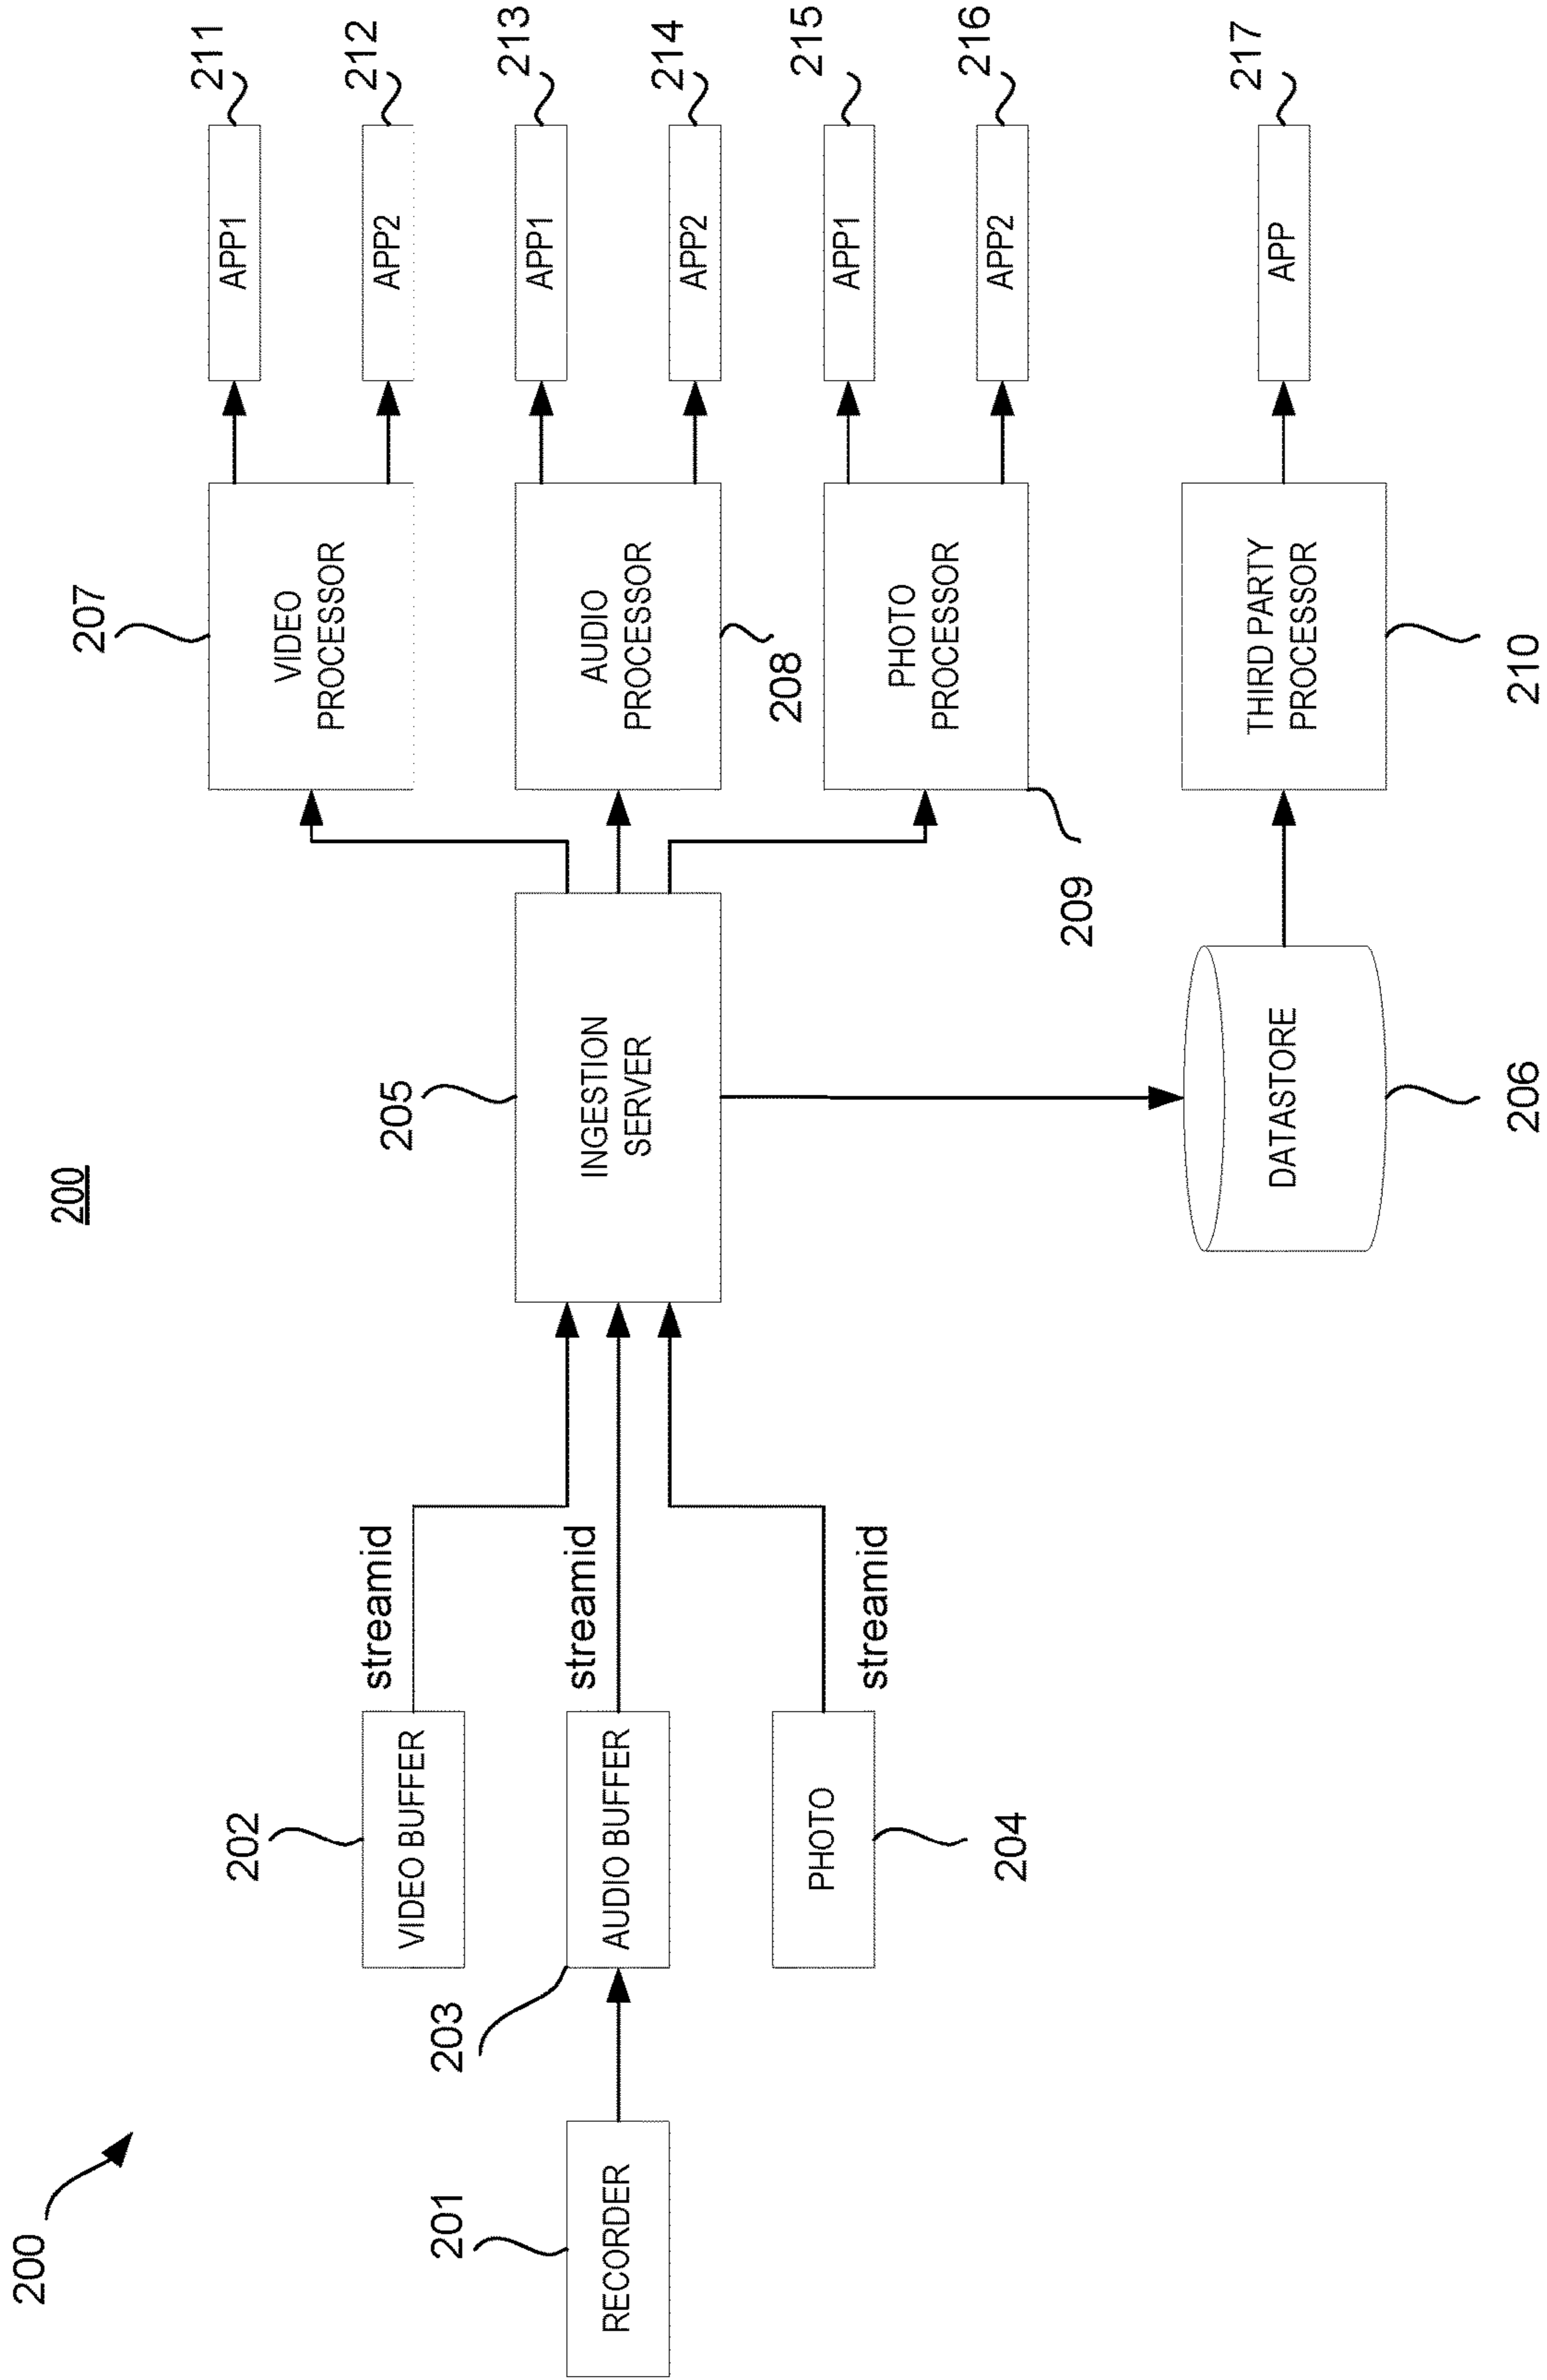 200
200
201
RECORDER
202
VIDEO BUFFER
streamid
203
AUDIO BUFFER
streamid
PHOTO
204
streamid
205
INGESTION
SERVER
DATASTORE
206
207
VIDEO
PROCESSOR
AUDIO
PROCESSOR
208
PHOTO
PROCESSOR
209
THIRD PARTY
PROCESSOR
210
APP1
211
APP2
212
APP1
213
APP2
214
APP1
215
APP2
216
APP
217